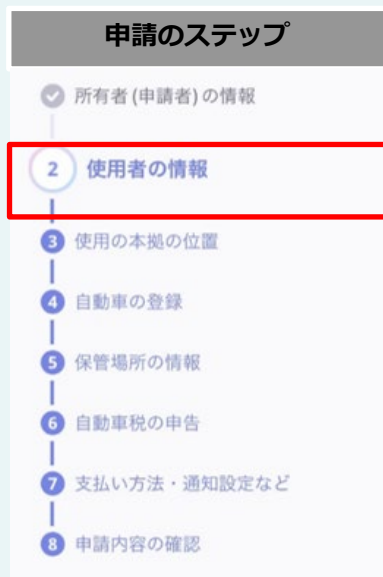 申請のステップ
所有者(申請者)の情報
2 使用者の情報
3 使用の本拠の位置
4 自動車の登録
5 保管場所の情報
6 自動車税の申告
7 支払い方法・通知設定など
8 申請内容の確認